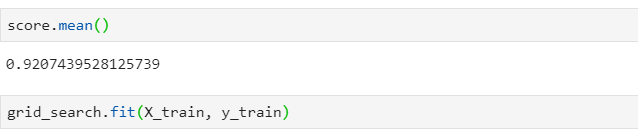 score.mean()
0.9207439528125739
grid_search.fit(X_train, y_train)